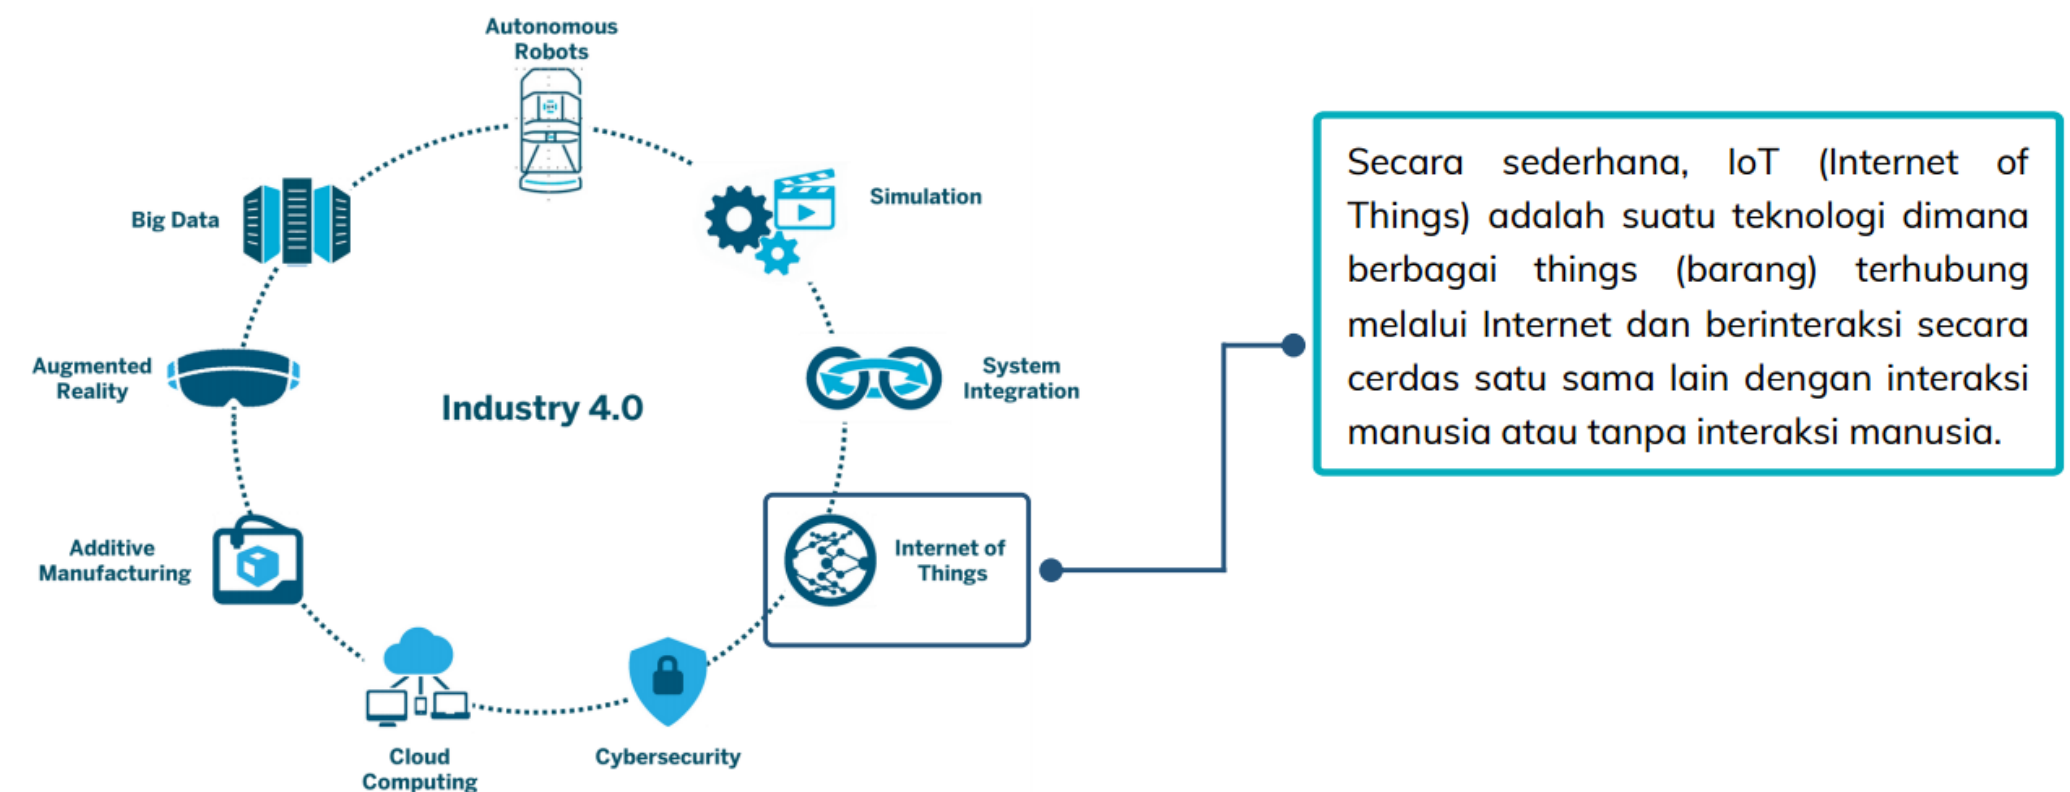 Autonomous
Robots
Simulation
Big Data
System
Integration
Augmented
Reality
Industry 4.0
Internet of
Things
Additive
Manufacturing
Cybersecurity
Cloud
Computing
Secara sederhana, IoT (Internet of
Things) adalah suatu teknologi dimana
berbagai things (barang) terhubung
melalui Internet dan berinteraksi secara
cerdas satu sama lain dengan interaksi
manusia atau tanpa interaksi manusia.